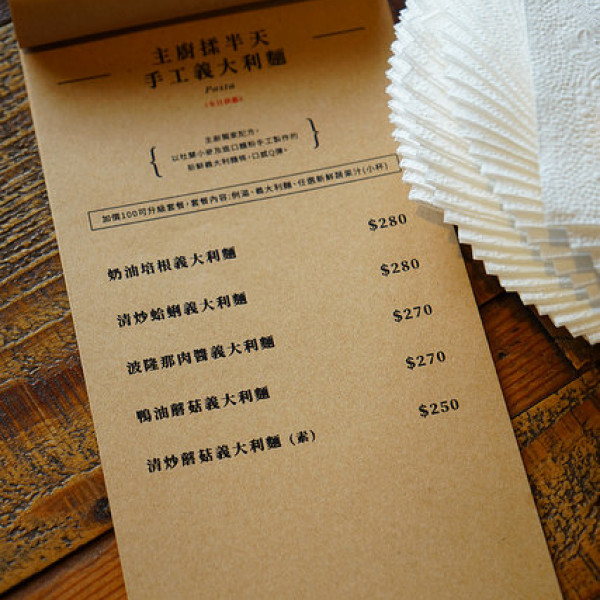 主廚揉半天
手工義大利麵
Pasta
主廚獨家配方,
以杜蘭小麥及進口麵粉手工製作的
新鮮義大利麵條,口感Q彈。
加價100可升級套餐,套餐內容:例湯、義大利麵、任選新鮮蔬果汁(小杯)
奶油培根義大利麵 $280
清炒蛤蜊義大利麵 $280
波隆那肉醬義大利麵 $270
鴨油蘑菇義大利麵 $270
清炒蘑菇義大利麵 (素) $250